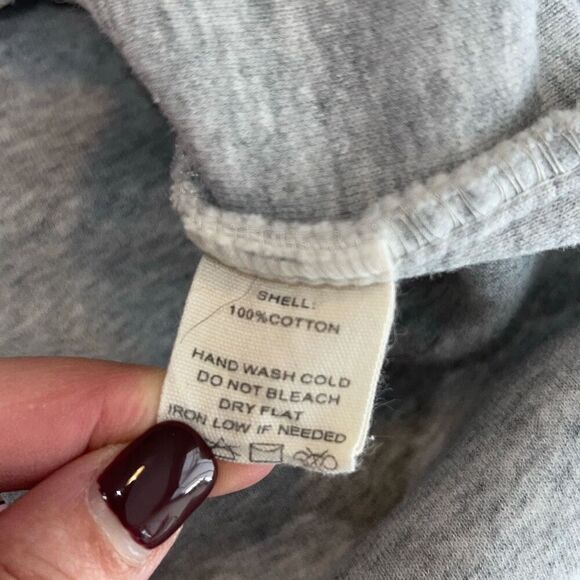 SHELL:
100%COTTON
HAND WASH COLD
DO NOT BLEACH
DRY FLAT
IRON LOW IF NEEDED